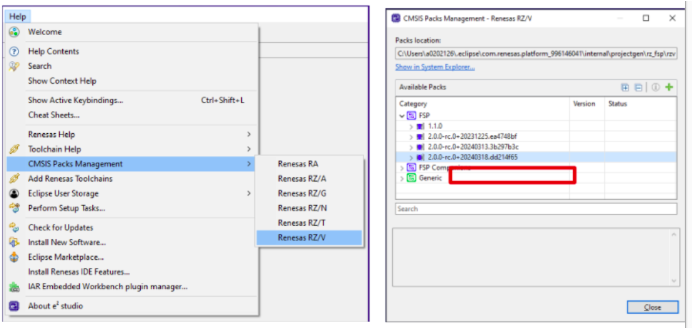 Help
Welcome
Help Contents
Search
Show Context Help
Show Active Keybindings... Ctrl+Shift+L
Cheat Sheets...
Renesas Help
Toolchain Help
CMSIS Packs Management
Add Renesas Toolchains
Eclipse User Storage
Perform Setup Tasks...
Check for Updates
Install New Software...
Eclipse Marketplace...
Install Renesas IDE Features...
IAR Embedded Workbench plugin manager...
About e² studio
Renesas RA
Renesas RZ/A
Renesas RZ/G
Renesas RZ/N
Renesas RZ/T
Renesas RZ/V
CMSIS Packs Management - Renesas RZ/V
Packs location:
C:\Users\a0202126\.eclipse\com.renesas.platform_996146041\internal\projectgen\rz_fsp\rzv
Show in System Explorer...
Available Packs
Category Version Status
FSP
1.1.0
2.0.0-rc.0+20231225.ea4748bf
2.0.0-rc.0+20240313.3b297b3c
2.0.0-rc.0+20240318.dd214f65
FSP
Generic
Search
Close